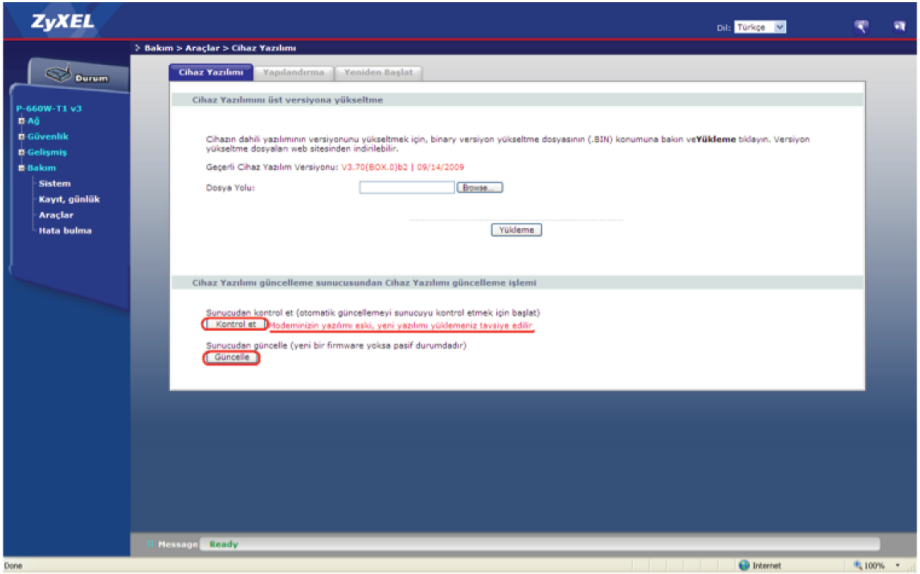 ZyXEL
Dil: Türkçe
> Bakım > Araçlar > Cihaz Yazılımı
Durum
P-660W-T1 v3
Ağ
Güvenlik
Gelişmiş
Bakım
Sistem
Kayıt, günlük
Araçlar
Hata bulma
Cihaz Yazılımı Yapılandırma Yeniden Başlat
Cihaz Yazılımını üst versiyona yükseltme
Cihazın dahili yazılımının versiyonunu yükseltmek için, binary versiyon yükseltme dosyasının (.BIN) konumuna bakın veYükleme tıklayın. Versiyon
yükseltme dosyaları web sitesinden indirilebilir.
Geçerli Cihaz Yazılım Versiyonu: V3.70(BOX.0)b2 | 09/14/2009
Dosya Yolu: Browse...
Yükleme
Cihaz Yazılımı güncelleme sunucusundan Cihaz Yazılımı güncelleme işlemi
Sunucudan kontrol et (otomatik güncellemeyi sunucuyu kontrol etmek için başlat)
Kontrol et Modeminizin yazılımı eski, yeni yazılımı yüklemeniz tavsiye edilir
Sunucudan güncelle (yeni bir firmware yoksa pasif durumdadır)
Güncelle
Message Ready
Done Internet 100%